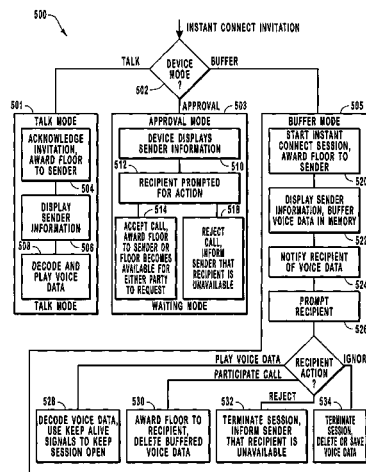 500
INSTANT CONNECT INVITATION
TALK
DEVICE
MODE
?
BUFFER
502
APPROVAL
501
503
505
TALK MODE
ACKNOWLEDGE
INVITATION,
AWARD FLOOR
TO SENDER
504
DISPLAY
SENDER
INFORMATION
506
508
DECODE AND
PLAY VOICE
DATA
TALK MODE
APPROVAL MODE
DEVICE DISPLAYS
SENDER INFORMATION
510
512
RECIPIENT PROMPTED
FOR ACTION
514
518
ACCEPT CALL,
AWARD FLOOR
TO SENDER OR
FLOOR BECOMES
AVAILABLE FOR
EITHER PARTY
TO REQUEST
REJECT
CALL,
INFORM
SENDER THAT
RECIPIENT IS
UNAVAILABLE
WAITING MODE
BUFFER MODE
START INSTANT
CONNECT SESSION,
AWARD FLOOR TO
SENDER
520
DISPLAY SENDER
INFORMATION, BUFFER
VOICE DATA IN MEMORY
522
NOTIFY RECIPIENT
OF VOICE DATA
524
PROMPT
RECIPIENT
526
PLAY VOICE DATA
PARTICIPATE CALL
RECIPIENT
ACTION
?
IGNOR
REJECT
528
530
532
534
DECODE VOICE DATA,
USE KEEP ALIVE
SIGNALS TO KEEP
SESSION OPEN
AWARD FLOOR TO
RECIPIENT,
DELETE BUFFERED
VOICE DATA
TERMINATE SESSION,
INFORM SENDER
THAT RECIPIENT IS
UNAVAILABLE
TERMINATE
SESSION,
DELETE OR SAVE
VOICE DATA